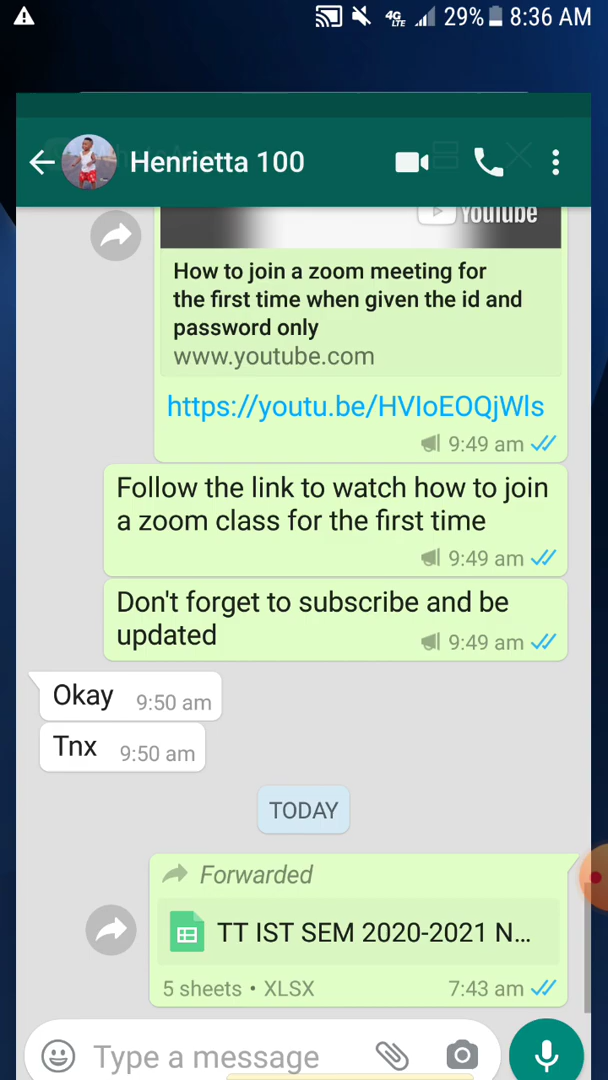 4G LTE 29% 8:36 AM
Henrietta 100
YouTube
How to join a zoom meeting for
the first time when given the id and
password only
www.youtube.com
https://youtu.be/HVIoEOQjWls
9:49 am
Follow the link to watch how to join
a zoom class for the first time
9:49 am
Don't forget to subscribe and be
updated
9:49 am
Okay 9:50 am
Tnx 9:50 am
TODAY
Forwarded
TT IST SEM 2020-2021 N...
5 sheets • XLSX 7:43 am
Type a message